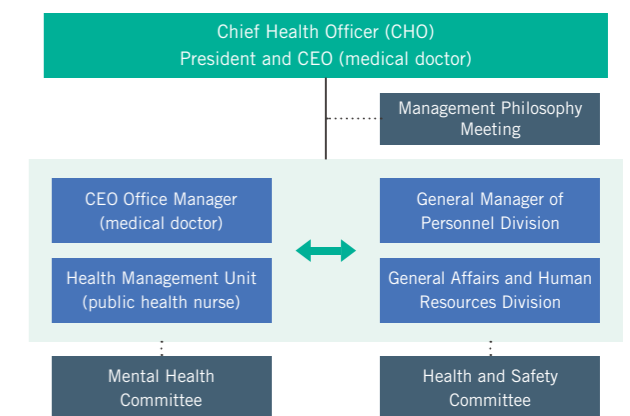 Chief Health Officer (CHO)
President and CEO (medical doctor)
Management Philosophy
Meeting
CEO Office Manager
(medical doctor)
General Manager of
Personnel Division
Health Management Unit
(public health nurse)
General Affairs and Human
Resources Division
Mental Health
Committee
Health and Safety
Committee